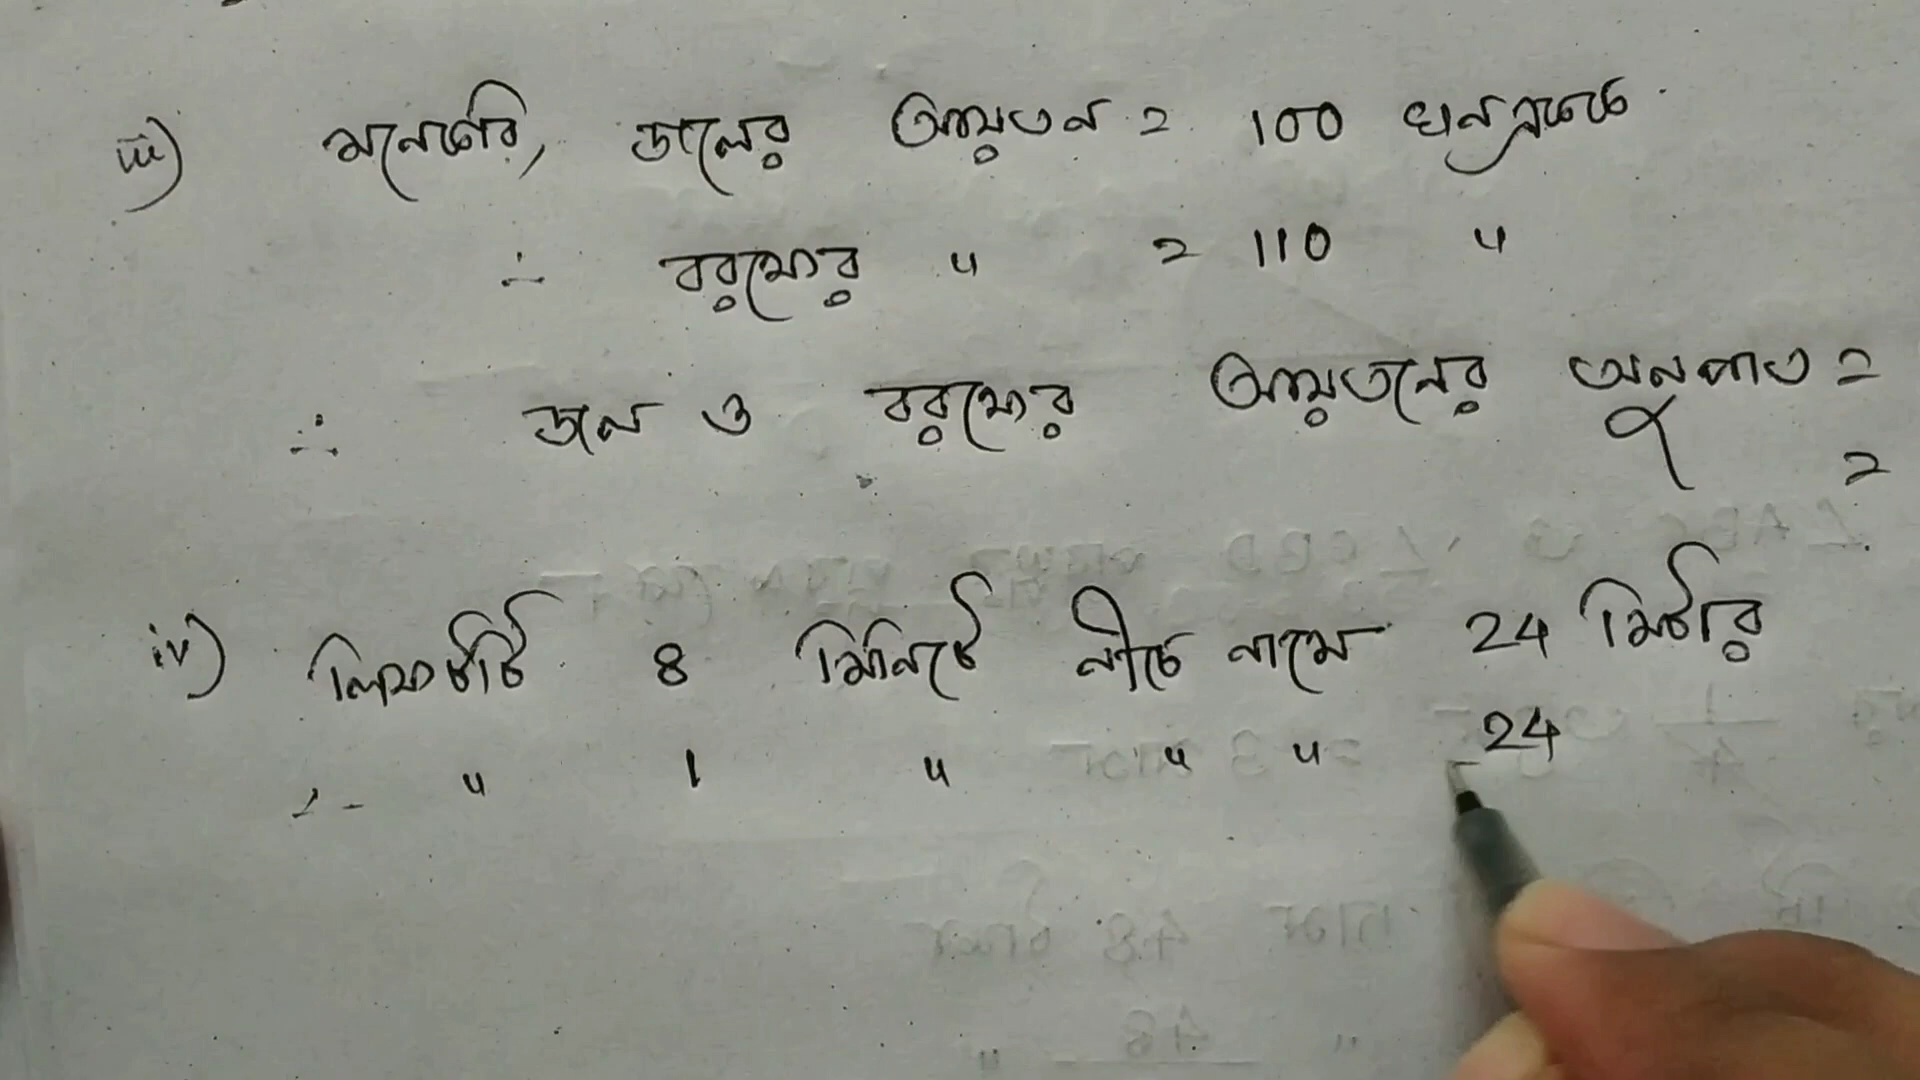 iii) মনেকরি, জলের আয়তন = 100 ঘনএকক
∴ বরফের " = 110 "
∴ জল ও বরফের আয়তনের অনুপাত =
=
iv) লিফটটি 8 মিনিটে নীচে নামে 24 মিটার
∴ " 1 " " " 24